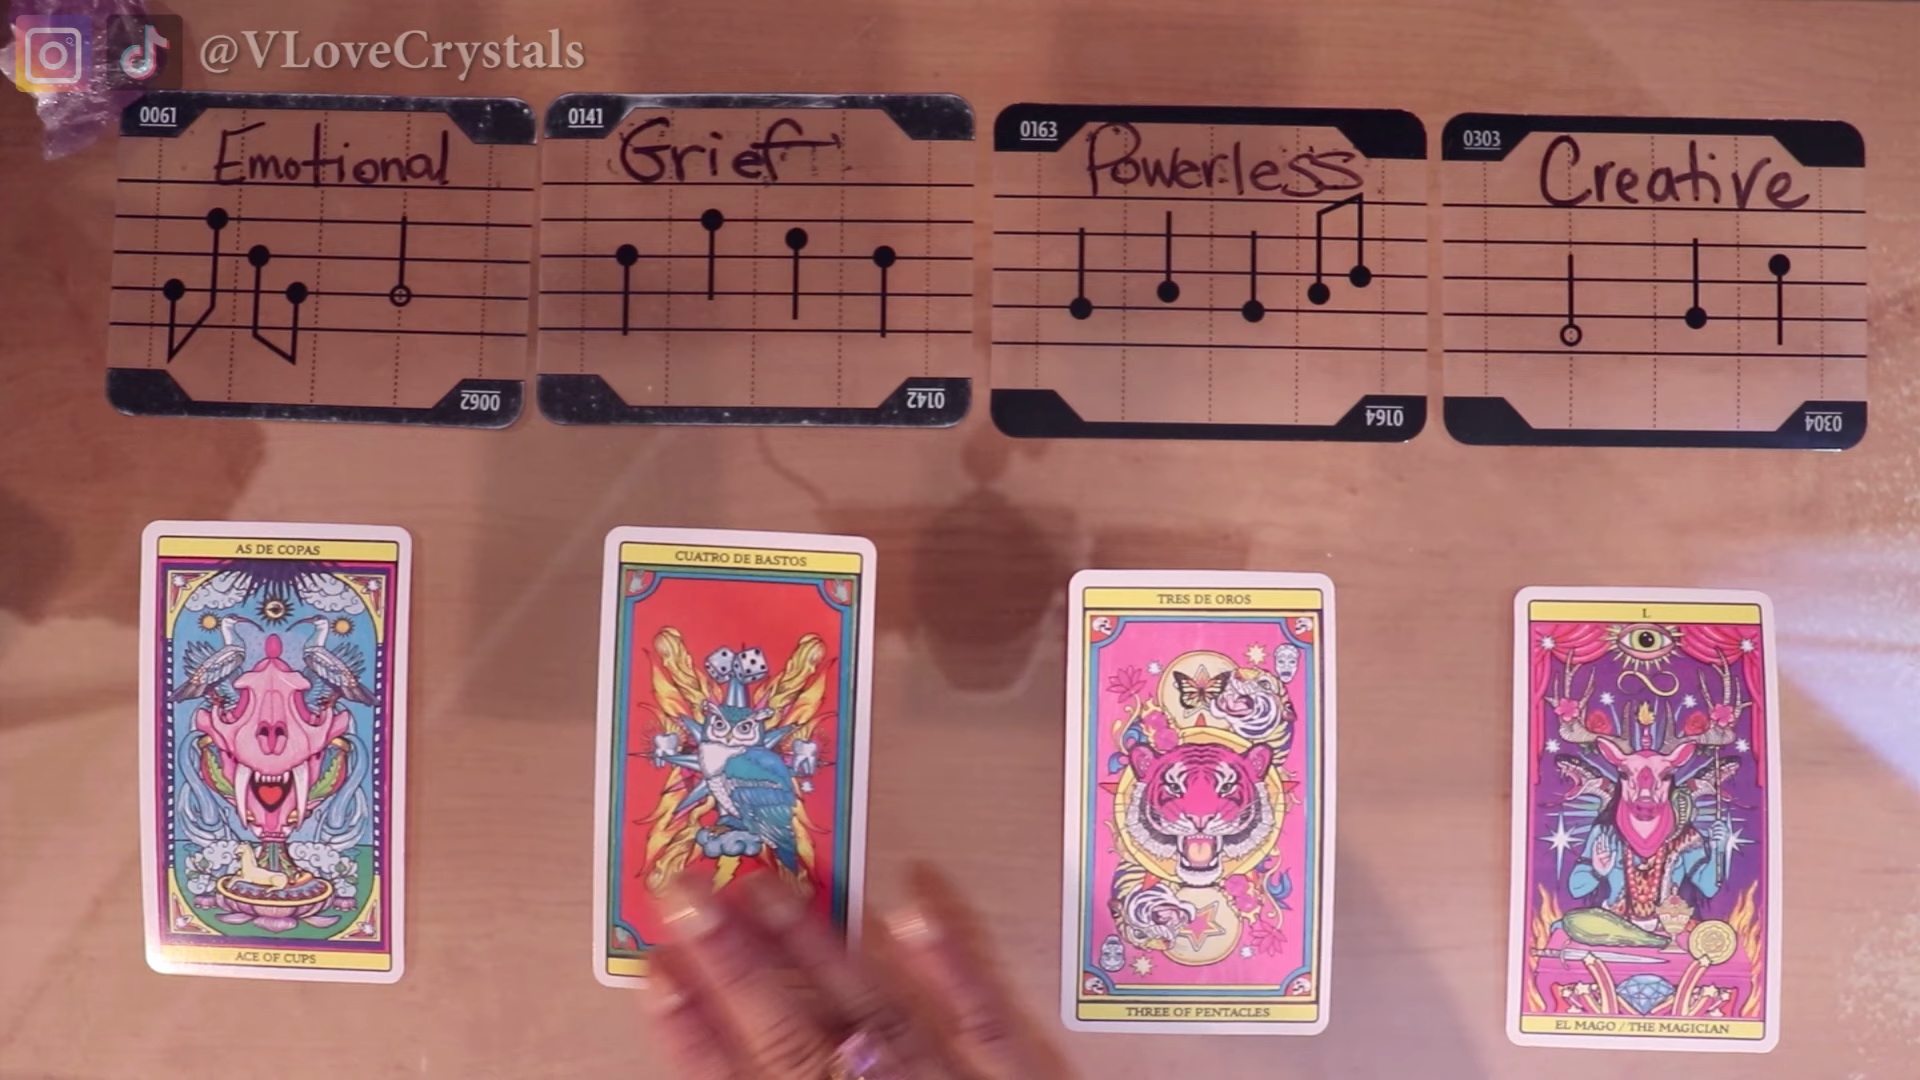 @VLoveCrystals
0061
Emotional
0062
0141
Grief
0142
0163
Powerless
0164
0303
Creative
0304
AS DE COPAS
ACE OF CUPS
CUATRO DE BASTOS
TRES DE OROS
THREE OF PENTACLES
I.
EL MAGO / THE MAGICIAN